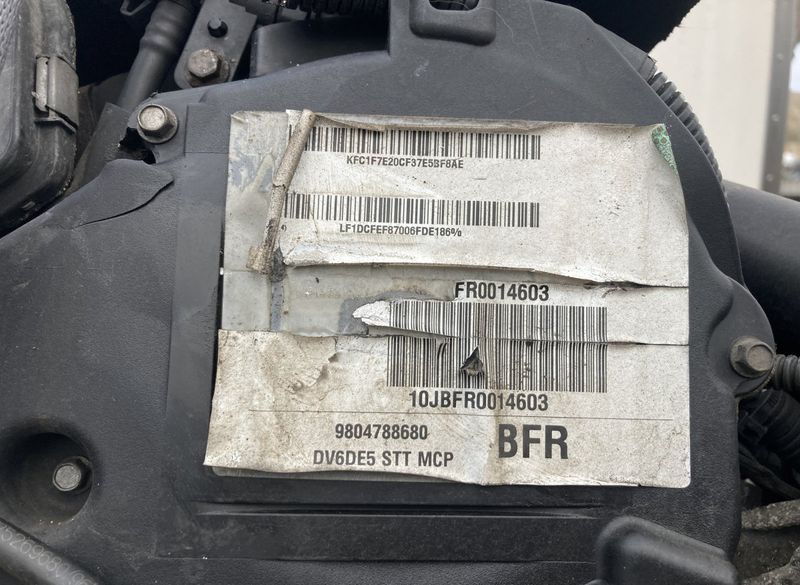 KFC1F7E20CF37E5BF8AE
LF1DCFEF87006FDE186%
FR0014603
10JBFR0014603
9804788680
BFR
DV6DE5 STT MCP